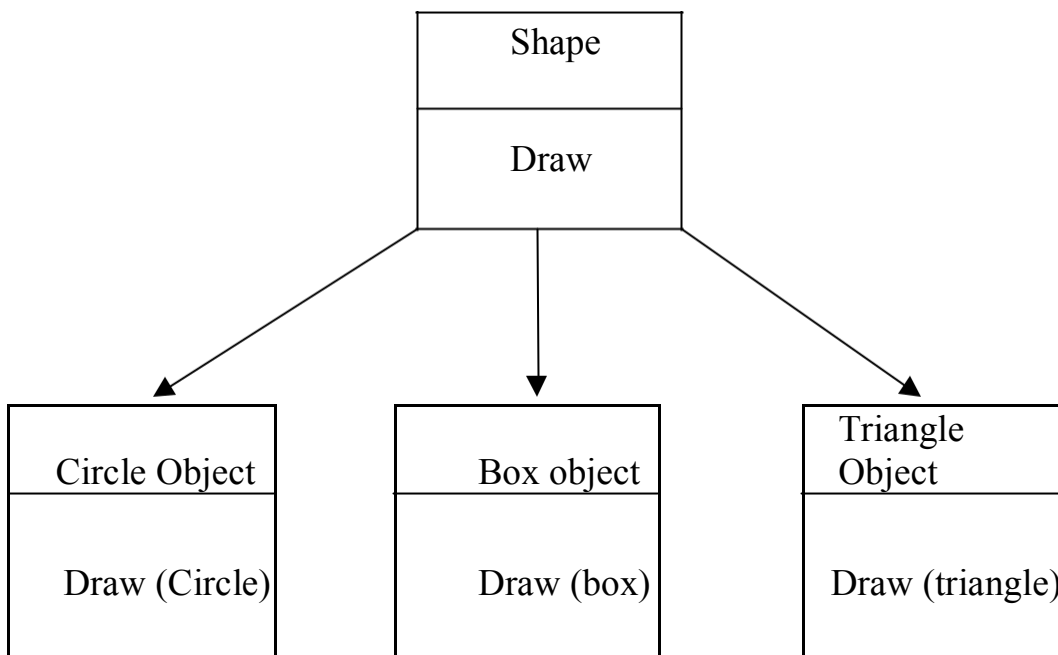 Shape
Draw
Circle Object
Box object
Triangle
Object
Draw (Circle)
Draw (box)
Draw (triangle)